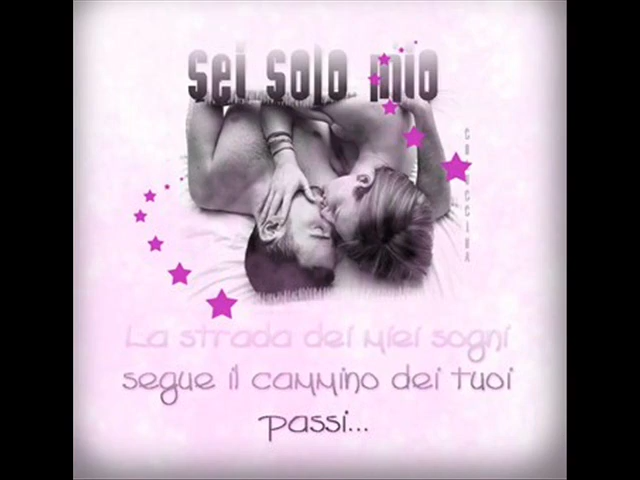 sei solo mio
La strada dei miei sogni
segue il cammino dei tuoi
passi...